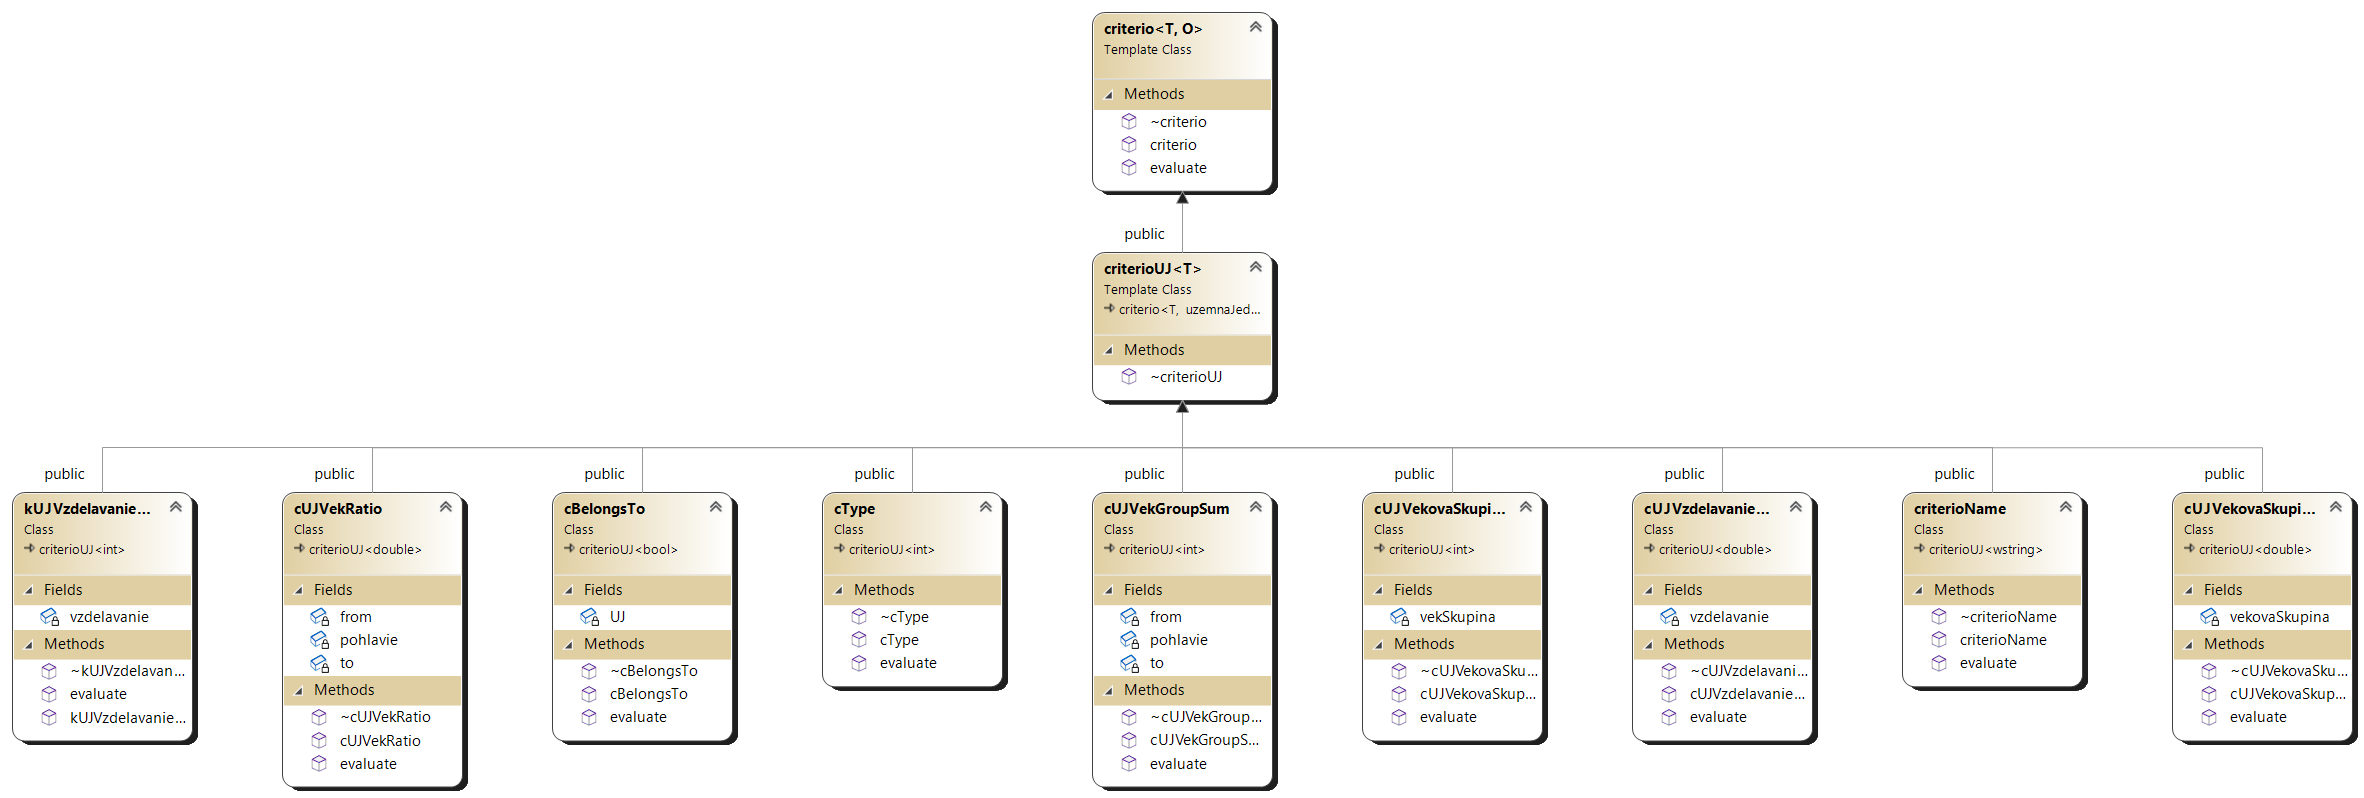 criterio<T, O>
Template Class
Methods
~criterio
criterio
evaluate
public
criterioUJ<T>
Template Class
criterio<T, uzemnaJed...
Methods
~criterioUJ
public
kUJVzdelavanie...
Class
criterioUJ<int>
Fields
vzdelavanie
Methods
~kUJVzdelavan...
evaluate
kUJVzdelavanie...
public
cUJVekRatio
Class
criterioUJ<double>
Fields
from
pohlavie
to
Methods
~cUJVekRatio
cUJVekRatio
evaluate
public
cBelongsTo
Class
criterioUJ<bool>
Fields
UJ
Methods
~cBelongsTo
cBelongsTo
evaluate
public
cType
Class
criterioUJ<int>
Methods
~cType
cType
evaluate
public
cUJVekGroupSum
Class
criterioUJ<int>
Fields
from
pohlavie
to
Methods
~cUJVekGroup...
cUJVekGroupS...
evaluate
public
cUJVekovaSkupi...
Class
criterioUJ<int>
Fields
vekSkupina
Methods
~cUJVekovaSku...
cUJVekovaSkup...
evaluate
public
cUJVzdelavanie...
Class
criterioUJ<double>
Fields
vzdelavanie
Methods
~cUJVzdelavani...
cUJVzdelavanie...
evaluate
public
criterioName
Class
criterioUJ<wstring>
Methods
~criterioName
criterioName
evaluate
public
cUJVekovaSkupi...
Class
criterioUJ<double>
Fields
vekovaSkupina
Methods
~cUJVekovaSku...
cUJVekovaSkup...
evaluate